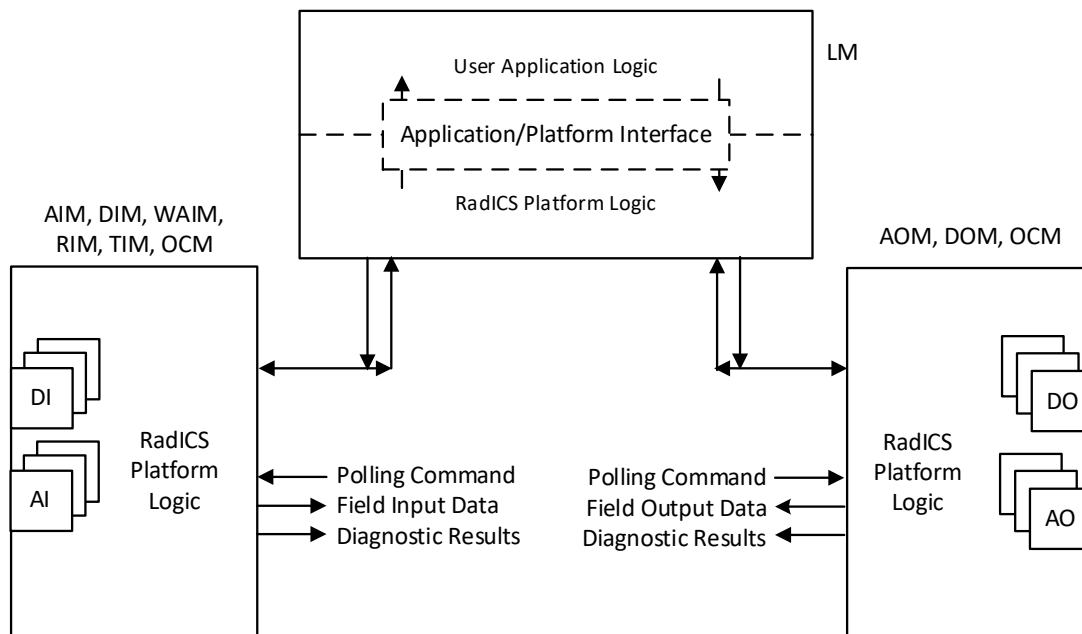 LM
User Application Logic
Application/Platform Interface
RadICS Platform Logic
AIM, DIM, WAIM,
RIM, TIM, OCM
AOM, DOM, OCM
DI
AI
RadICS
Platform
Logic
Polling Command
Field Input Data
Diagnostic Results
Polling Command
Field Output Data
Diagnostic Results
RadICS
Platform
Logic
DO
AO